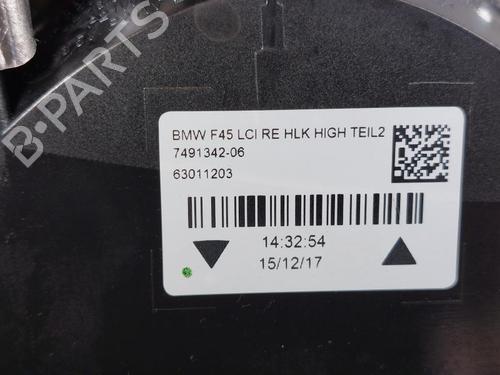 BMW F45 LCI RE HLK HIGH TEIL2
7491342-06
63011203
14:32:54
15/12/17
B-PARTS